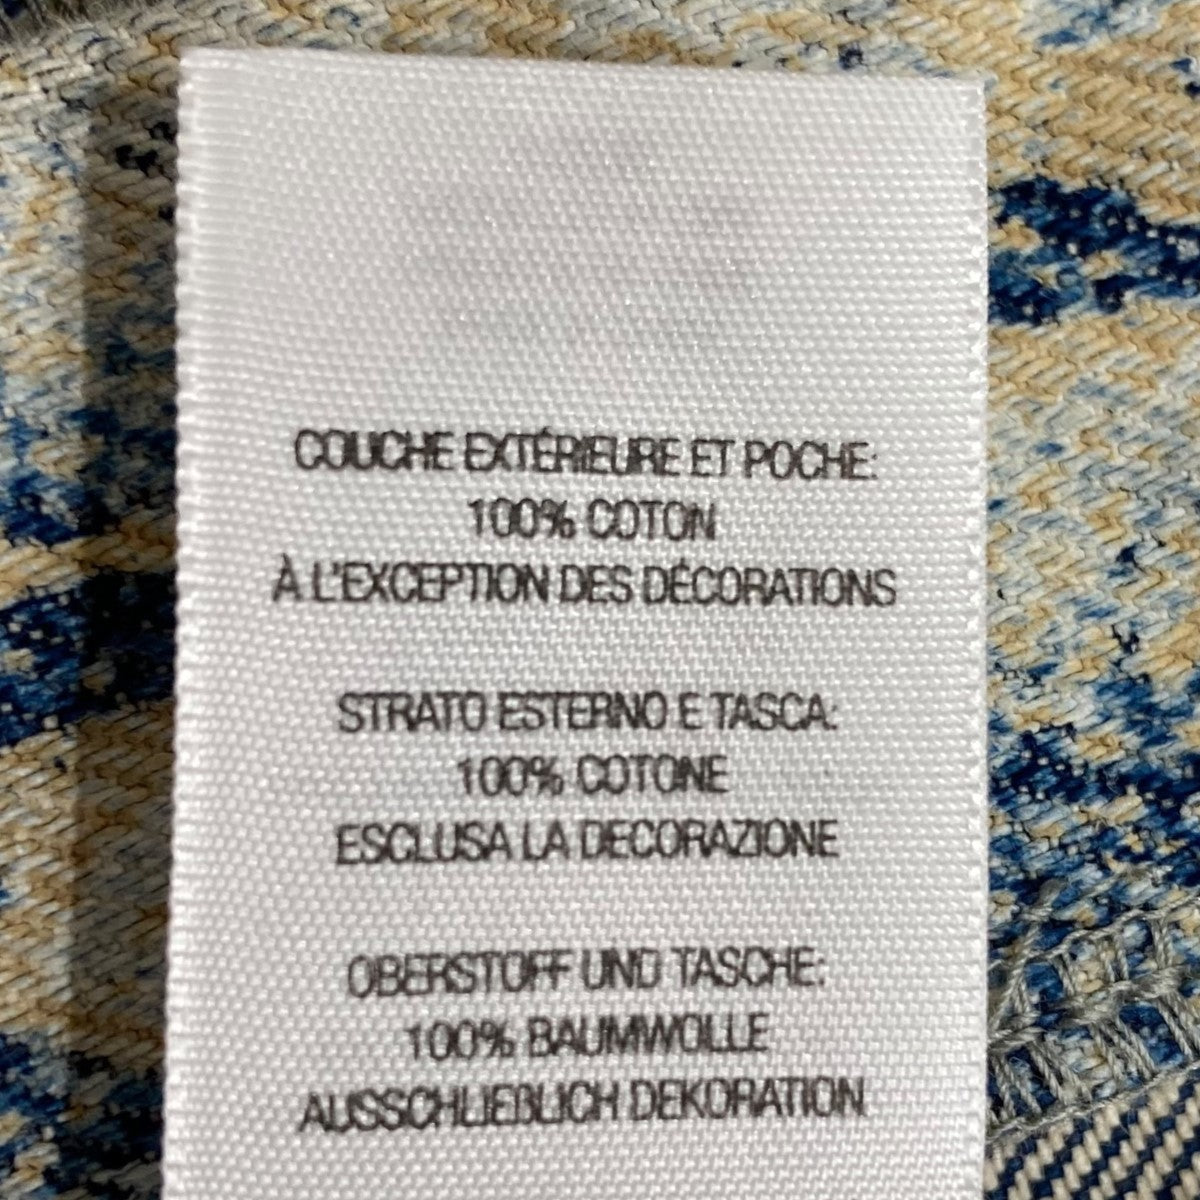 COUCHE EXTÉRIEURE ET POCHE:
100% COTON
À L'EXCEPTION DES DÉCORATIONS
STRATO ESTERNO E TASCA:
100% COTONE
ESCLUSA LA DECORAZIONE
OBERSTOFF UND TASCHE:
100% BAUMWOLLE
AUSSCHLIEßLICH DEKORATION